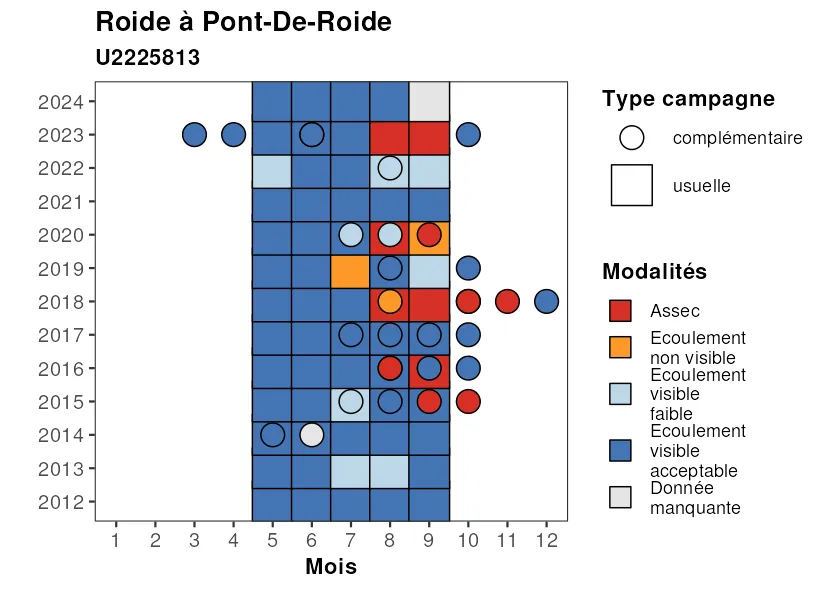 Roide à Pont-De-Roide
U2225813
2024
2023
2022
2021
2020
2019
2018
2017
2016
2015
2014
2013
2012
1 2 3 4 5 6 7 8 9 10 11 12
Mois
Type campagne
complémentaire
usuelle
Modalités
Assec
Ecoulement
non visible
Ecoulement
visible
faible
Ecoulement
visible
acceptable
Donnée
manquante